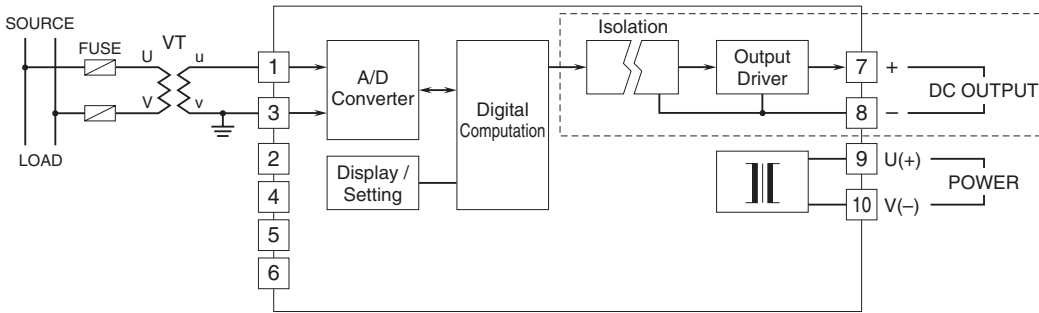 SOURCE
FUSE
VT
U
u
V
v
LOAD
1
3
2
4
5
6
A/D
Converter
Display /
Setting
Digital
Computation
Isolation
Output
Driver
7
+
8
–
DC OUTPUT
9
U(+)
10
V(–)
POWER